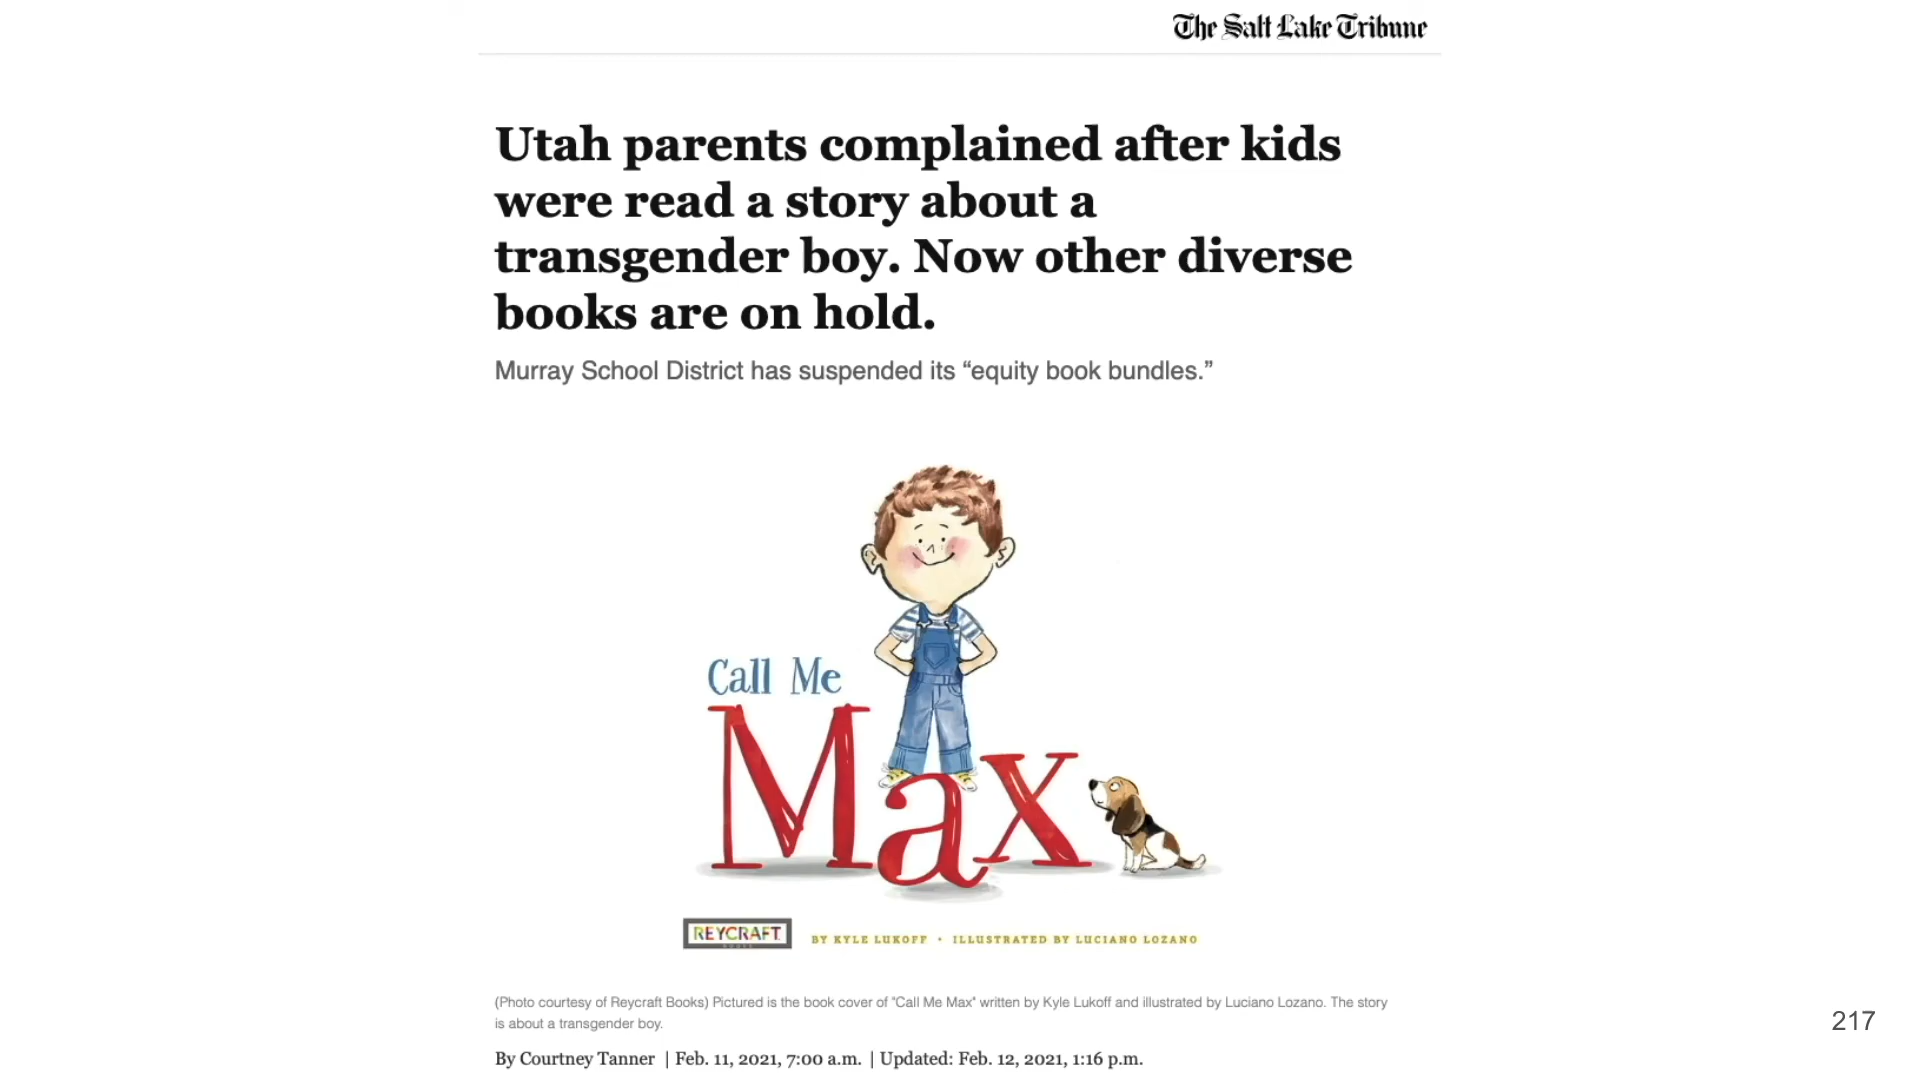 The Salt Lake Tribune
Utah parents complained after kids
were read a story about a
transgender boy. Now other diverse
books are on hold.
Murray School District has suspended its “equity book bundles.”
Call Me
Max
REYCRAFT
BY KYLE LUKOFF • ILLUSTRATED BY LUCIANO LOZANO
(Photo courtesy of Reycraft Books) Pictured is the book cover of "Call Me Max" written by Kyle Lukoff and illustrated by Luciano Lozano. The story
is about a transgender boy.
By Courtney Tanner | Feb. 11, 2021, 7:00 a.m. | Updated: Feb. 12, 2021, 1:16 p.m.
217